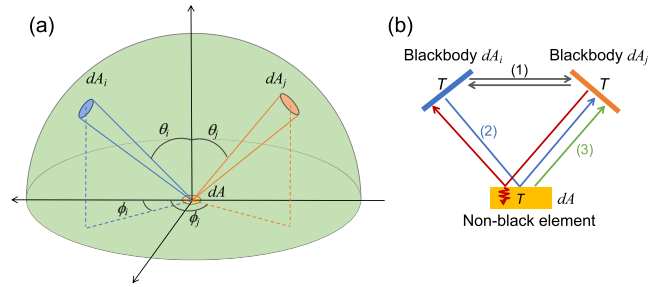 (a)
dA_i
dA_j
θ_i
θ_j
dA
ϕ_i
ϕ_j
(b)
Blackbody dA_i
Blackbody dA_j
T
(1)
T
(2)
(3)
T
dA
Non-black element